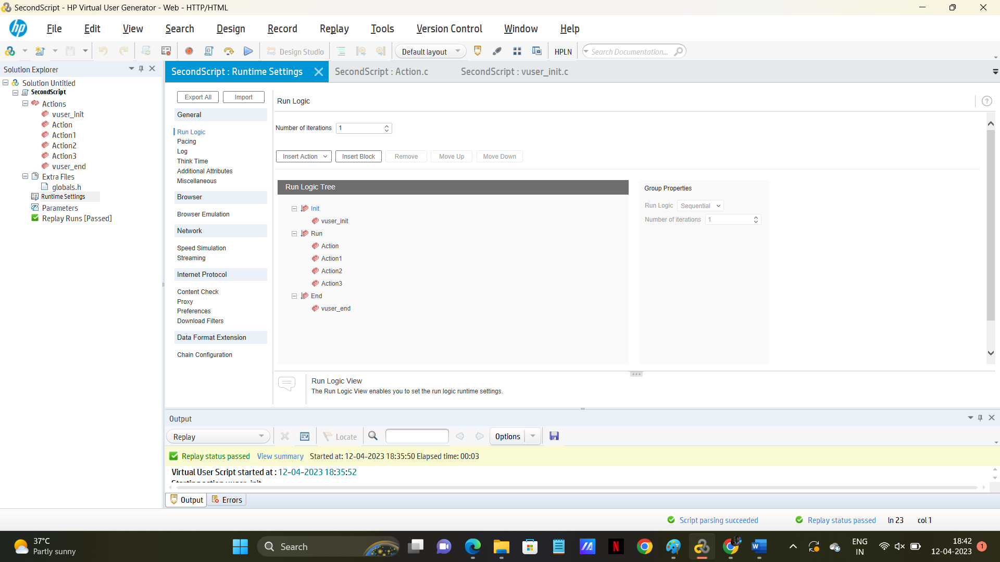 SecondScript - HP Virtual User Generator - Web - HTTP/HTML
hp File Edit View Search Design Record Replay Tools Version Control Window Help
Design Studio Default layout HPLN Search Documentation...
Solution Explorer
Solution Untitled
SecondScript
Actions
vuser_init
Action
Action1
Action2
Action3
vuser_end
Extra Files
globals.h
Runtime Settings
Parameters
Replay Runs [Passed]
SecondScript : Runtime Settings SecondScript : Action.c SecondScript : vuser_init.c
Export All Import
General
Run Logic
Pacing
Log
Think Time
Additional Attributes
Miscellaneous
Browser
Browser Emulation
Network
Speed Simulation
Streaming
Internet Protocol
Content Check
Proxy
Preferences
Download Filters
Data Format Extension
Chain Configuration
Run Logic
Number of iterations 1
Insert Action Insert Block Remove Move Up Move Down
Run Logic Tree
Init
vuser_init
Run
Action
Action1
Action2
Action3
End
vuser_end
Group Properties
Run Logic Sequential
Number of iterations 1
Run Logic View
The Run Logic View enables you to set the run logic runtime settings.
Output
Replay Locate Options
Replay status passed View summary Started at: 12-04-2023 18:35:50 Elapsed time: 00:03
Virtual User Script started at : 12-04-2023 18:35:52
Starting action vuser_init.
Output Errors
Script parsing succeeded Replay status passed ln 23 col 1
37°C
Partly sunny
Search
ENG
IN
18:42
12-04-2023
1